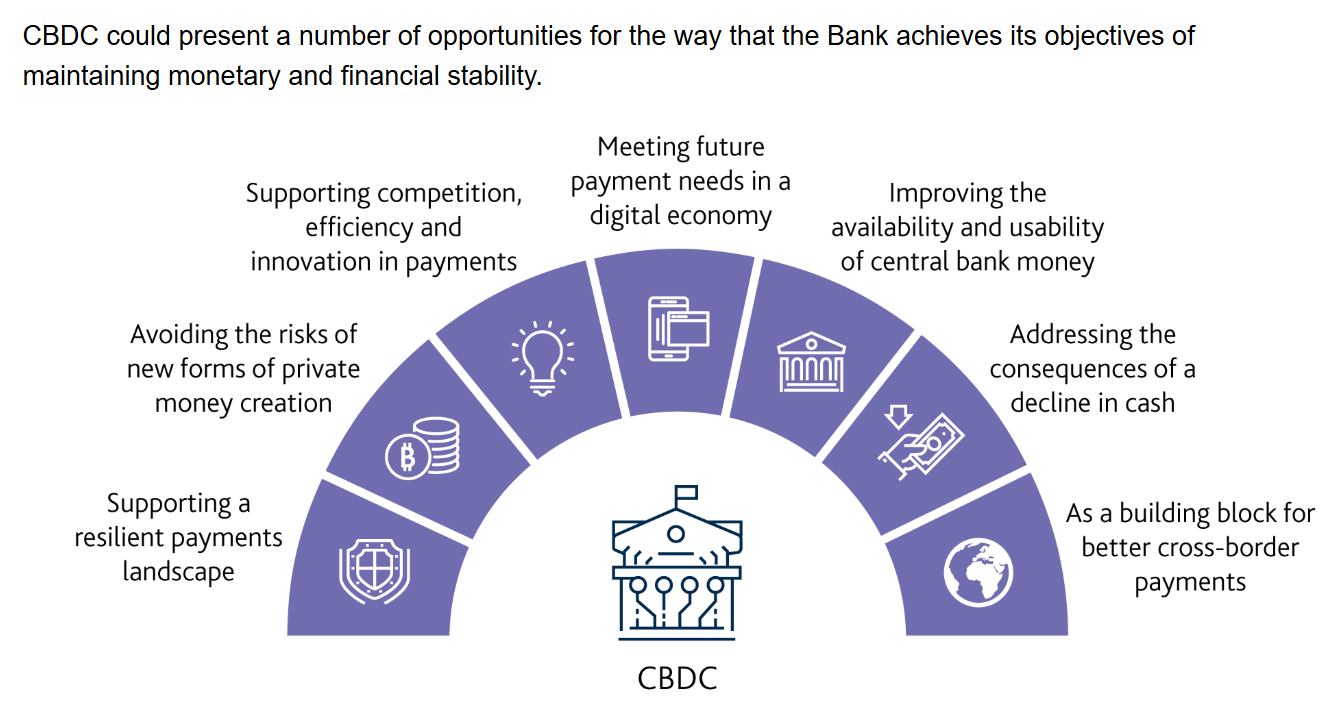 CBDC could present a number of opportunities for the way that the Bank achieves its objectives of
maintaining monetary and financial stability.
Supporting a
resilient payments
landscape
Avoiding the risks of
new forms of private
money creation
Supporting competition,
efficiency and
innovation in payments
Meeting future
payment needs in a
digital economy
Improving the
availability and usability
of central bank money
Addressing the
consequences of a
decline in cash
As a building block for
better cross-border
payments
CBDC